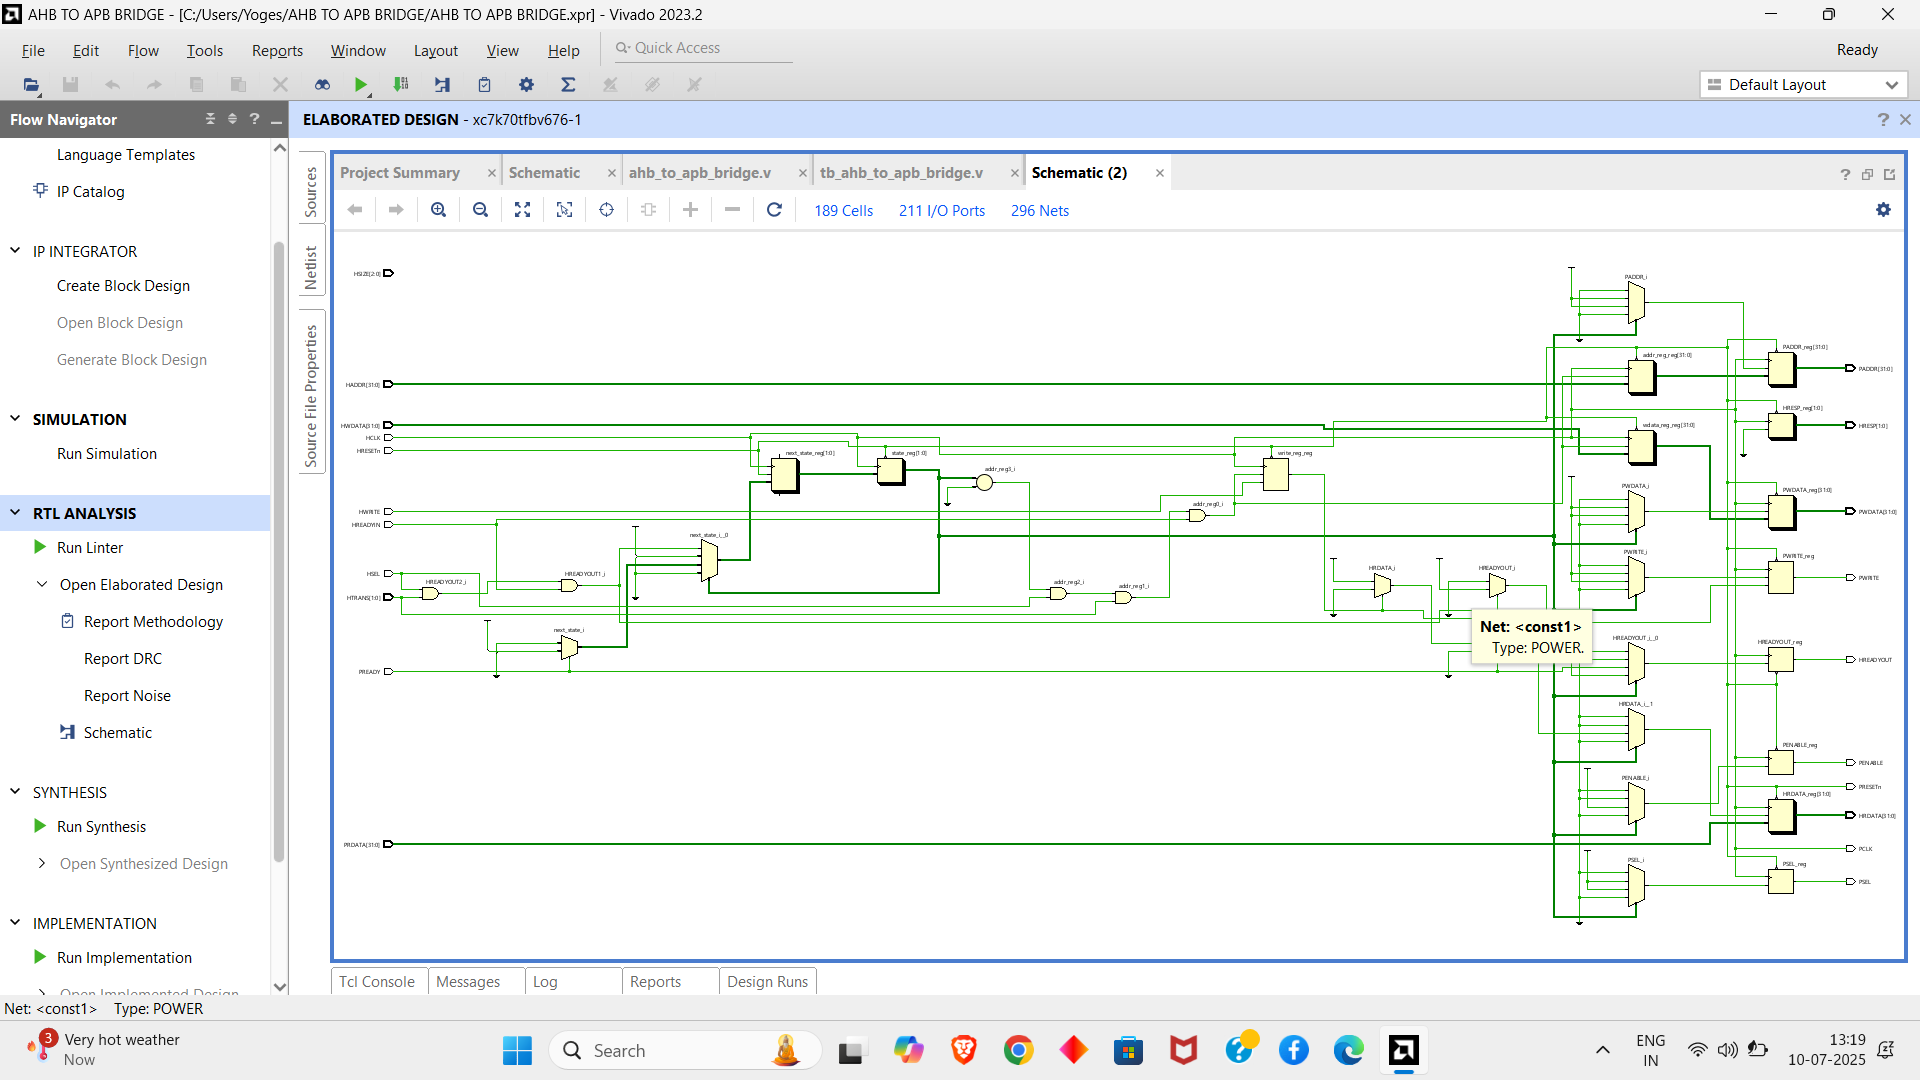 AHB TO APB BRIDGE - [C:/Users/Yoges/AHB TO APB BRIDGE/AHB TO APB BRIDGE.xpr] - Vivado 2023.2
File Edit Flow Tools Reports Window Layout View Help Quick Access
Ready
Default Layout
Flow Navigator
Language Templates
IP Catalog
IP INTEGRATOR
Create Block Design
Open Block Design
Generate Block Design
SIMULATION
Run Simulation
RTL ANALYSIS
Run Linter
Open Elaborated Design
Report Methodology
Report DRC
Report Noise
Schematic
SYNTHESIS
Run Synthesis
Open Synthesized Design
IMPLEMENTATION
Run Implementation
Open Implemented Design
ELABORATED DESIGN - xc7k70tfbv676-1
Sources
Netlist
Source File Properties
Project Summary
Schematic
ahb_to_apb_bridge.v
tb_ahb_to_apb_bridge.v
Schematic (2)
189 Cells 211 I/O Ports 296 Nets
HSIZE[2:0]
HADDR[31:0]
HWDATA[31:0]
HCLK
HRESETn
HWRITE
HREADYIN
HSEL
HTRANS[1:0]
PREADY
PRDATA[31:0]
HREADYOUT2_i
HREADYOUT1_i
next_state_i
next_state_i__0
next_state_reg[1:0]
state_reg[1:0]
addr_reg3_i
addr_reg2_i
addr_reg1_i
addr_reg0_i
write_reg_reg
HRDATA_i
HREADYOUT_i
Net: <const1>
Type: POWER.
PADDR_i
addr_reg_reg[31:0]
wdata_reg_reg[31:0]
PWDATA_i
PWRITE_i
HREADYOUT_i__0
HRDATA_i__1
PENABLE_i
PSEL_i
PADDR_reg[31:0]
HRESP_reg[1:0]
PWDATA_reg[31:0]
PWRITE_reg
HREADYOUT_reg
PENABLE_reg
HRDATA_reg[31:0]
PSEL_reg
PADDR[31:0]
HRESP[1:0]
PWDATA[31:0]
PWRITE
HREADYOUT
PENABLE
PRESETn
HRDATA[31:0]
PCLK
PSEL
Tcl Console Messages Log Reports Design Runs
Net: <const1> Type: POWER
3
Very hot weather
Now
Search
ENG
IN
13:19
10-07-2025